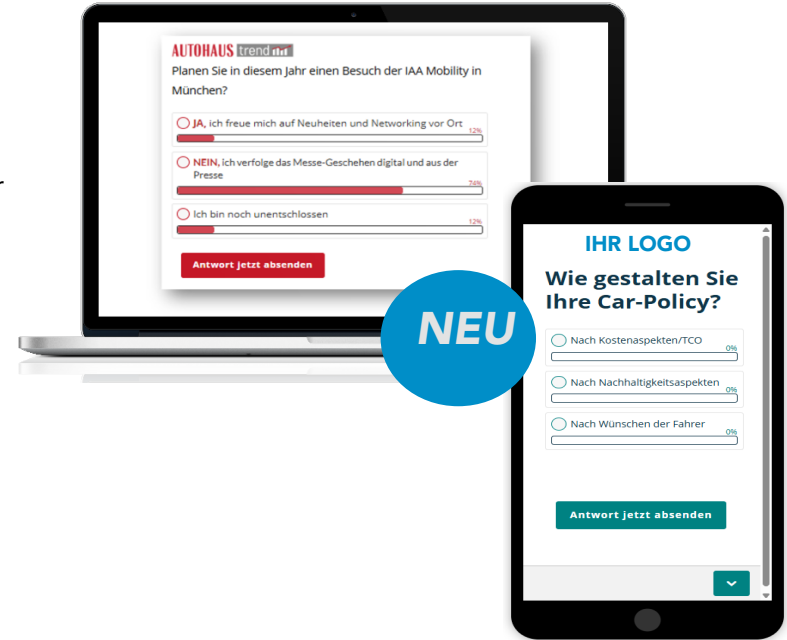 AUTOHAUS trend
Planen Sie in diesem Jahr einen Besuch der IAA Mobility in
München?
JA, ich freue mich auf Neuheiten und Networking vor Ort
12%
NEIN, ich verfolge das Messe-Geschehen digital und aus der
Presse
74%
Ich bin noch unentschlossen
12%
Antwort jetzt absenden
r
NEU
IHR LOGO
Wie gestalten Sie
Ihre Car-Policy?
Nach Kostenaspekten/TCO
0%
Nach Nachhaltigkeitsaspekten
0%
Nach Wünschen der Fahrer
0%
Antwort jetzt absenden